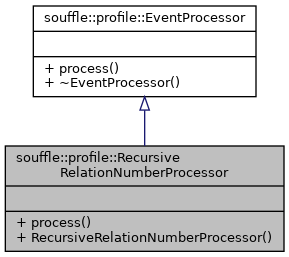 souffle::profile::EventProcessor
+ process()
+ ~EventProcessor()
souffle::profile::Recursive
RelationNumberProcessor
+ process()
+ RecursiveRelationNumberProcessor()